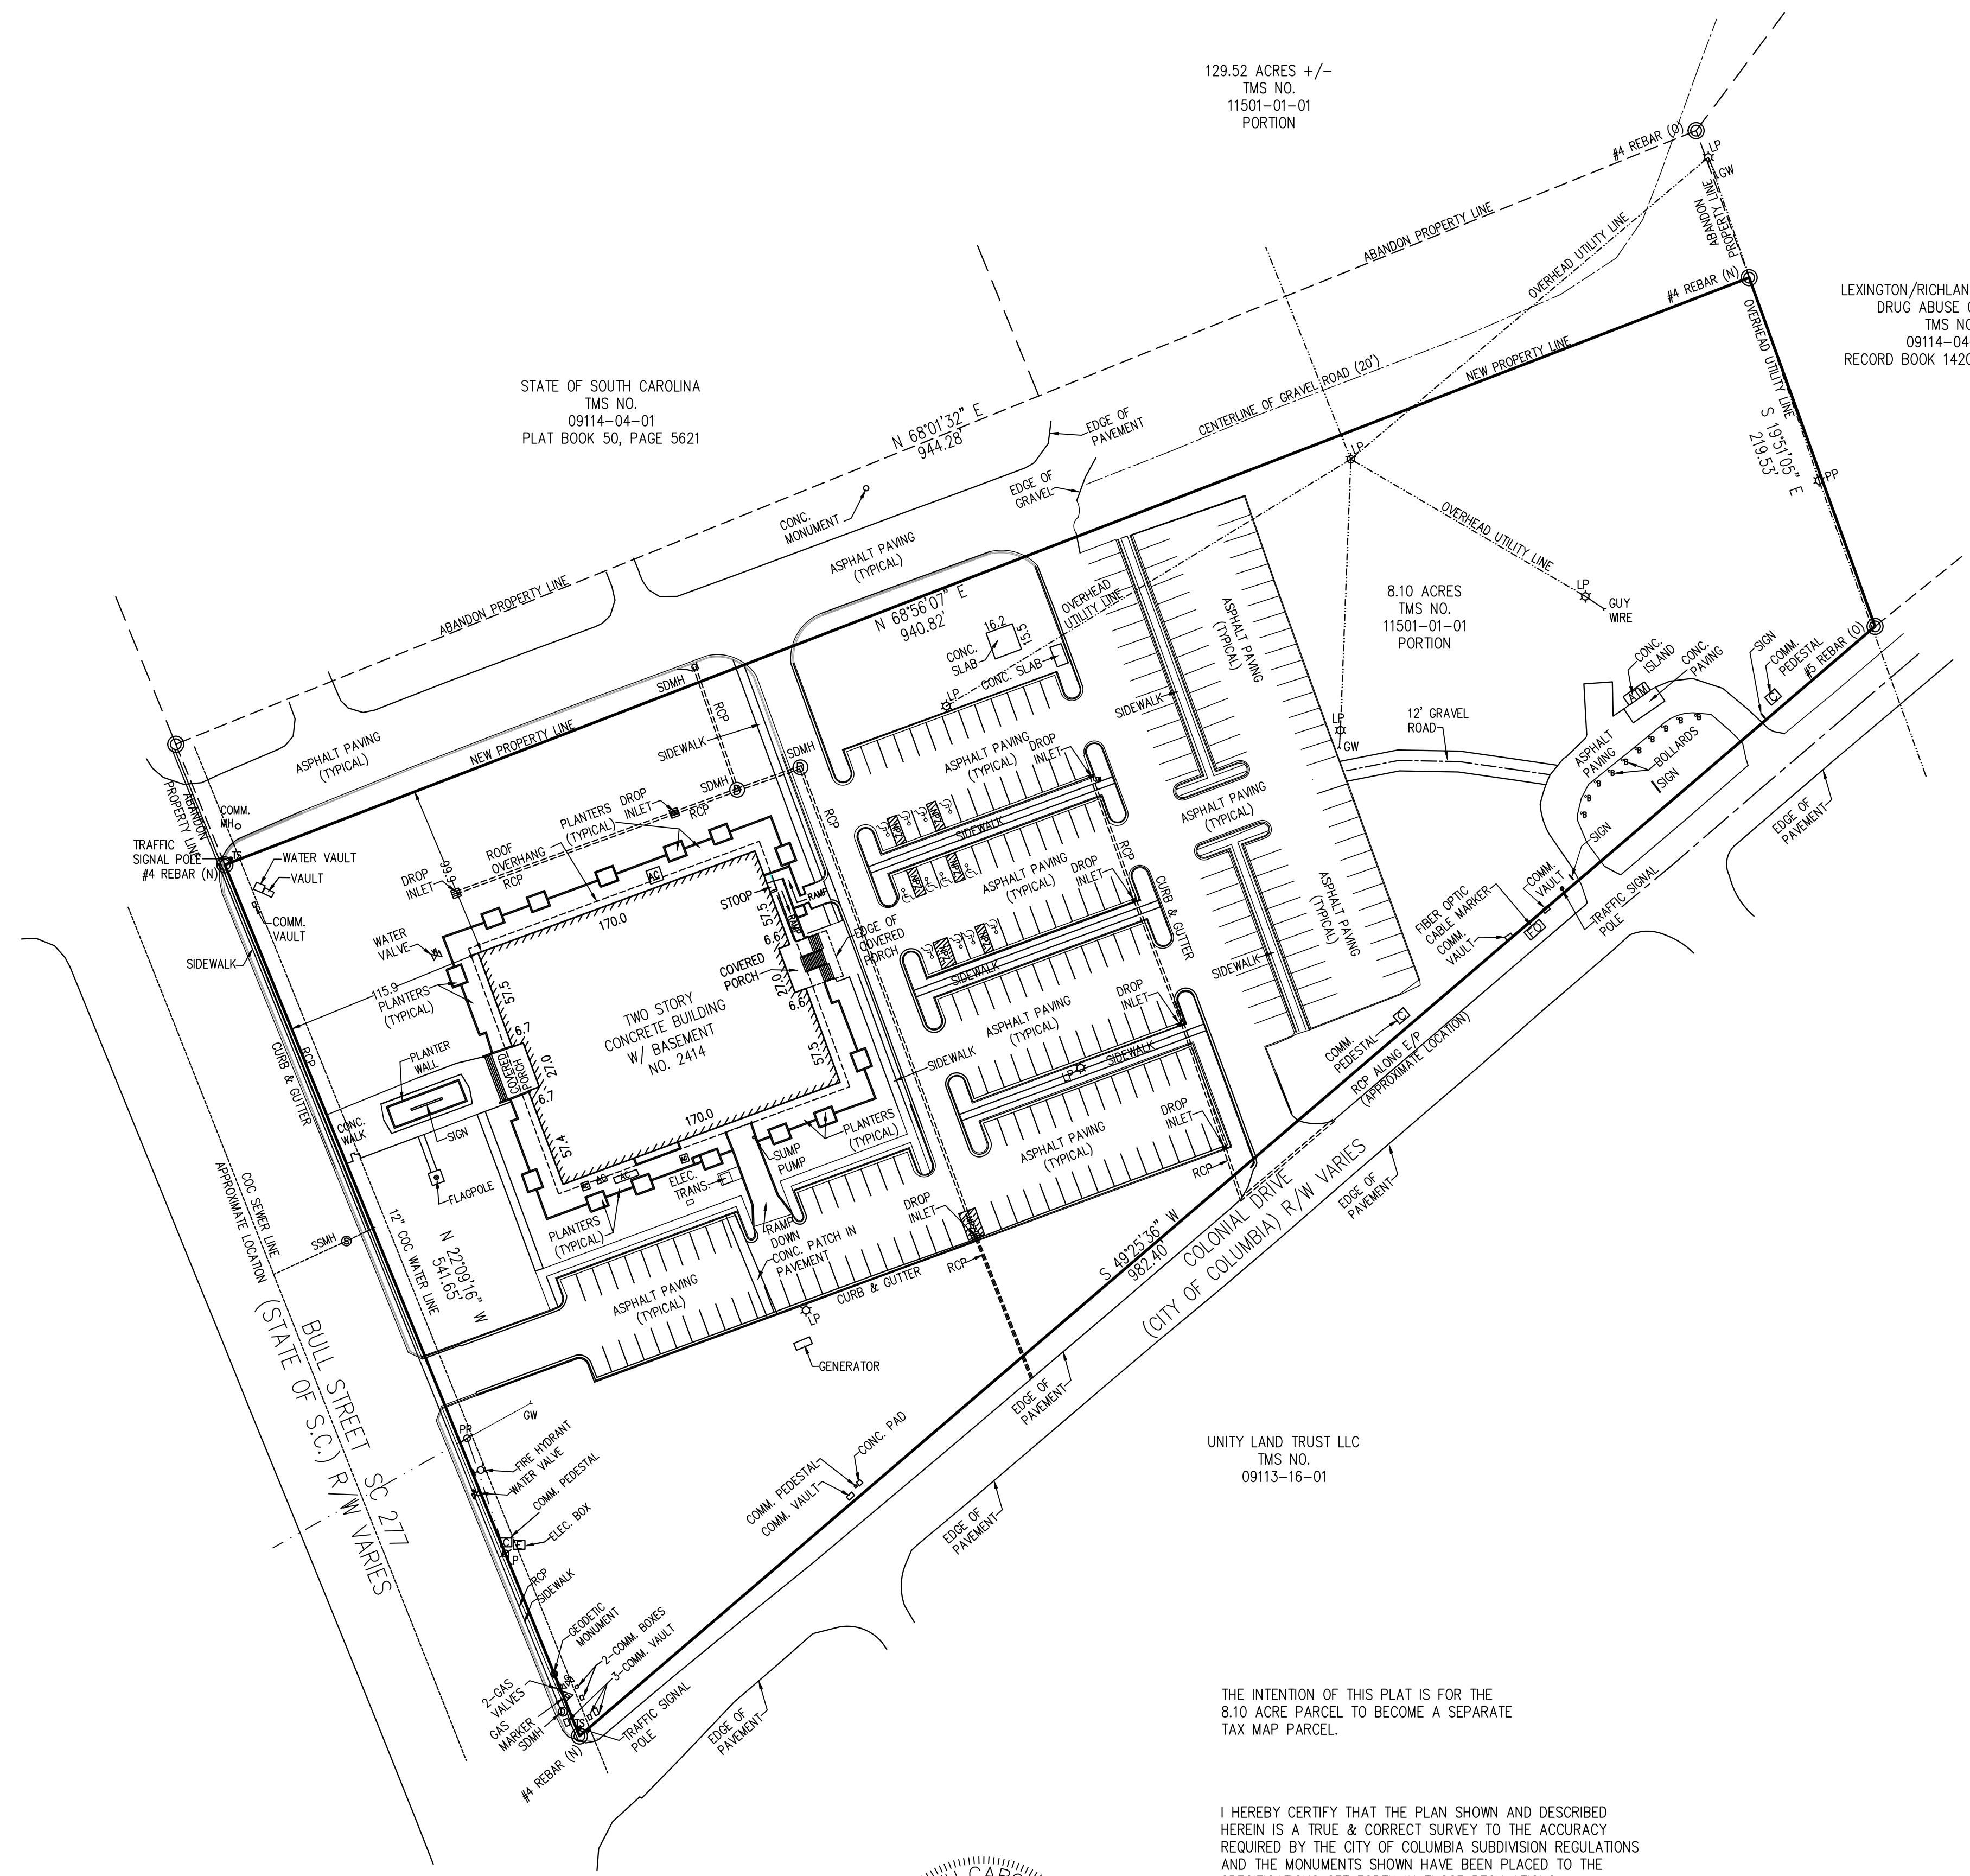 129.52 ACRES +/-
TMS NO.
11501-01-01
PORTION
#4 REBAR (O)
LP
GW
ABANDON
PROPERTY LINE
ABANDON PROPERTY LINE
OVERHEAD UTILITY LINE
#4 REBAR (N)
LEXINGTON/RICHLAN
DRUG ABUSE
TMS NO
09114-04
RECORD BOOK 142
OVERHEAD UTILITY LINE
S 19°51'05" E
219.53'
PP
STATE OF SOUTH CAROLINA
TMS NO.
09114-04-01
PLAT BOOK 50, PAGE 5621
N 68°01'32" E
944.28'
EDGE OF
PAVEMENT
CENTERLINE OF GRAVEL ROAD (20')
NEW PROPERTY LINE
LP
EDGE OF
GRAVEL
CONC.
MONUMENT
ASPHALT PAVING
(TYPICAL)
OVERHEAD UTILITY LINE
LP
GUY
WIRE
8.10 ACRES
TMS NO.
11501-01-01
PORTION
ABANDON PROPERTY LINE
N 68°56'07" E
940.82'
OVERHEAD
UTILITY LINE
16.2
15.5
CONC.
SLAB
CONC. SLAB
LP
ASPHALT PAVING
(TYPICAL)
SIDEWALK
CONC.
ISLAND
CONC.
PAVING
ATM
SIGN
COMM.
PEDESTAL
#5 REBAR (O)
C
12' GRAVEL
ROAD
LP
GW
ASPHALT
PAVING
B
B
B
B
B
B
B
B
B
BOLLARDS
SIGN
EDGE OF
PAVEMENT
SDMH
RCP
SIDEWALK
SDMH
SDMH
NEW PROPERTY LINE
ASPHALT PAVING
(TYPICAL)
ABANDON
PROPERTY LINE
COMM.
MH
TRAFFIC
SIGNAL POLE
#4 REBAR (N)
TS
WATER VAULT
VAULT
COMM.
VAULT
SIDEWALK
99.9
DROP
INLET
RCP
ROOF
OVERHANG
PLANTERS
(TYPICAL)
DROP
INLET
RCP
AC
RCP
ASPHALT PAVING
(TYPICAL)
DROP
INLET
NP2
NP2
SIDEWALK
NP2
NP2
ASPHALT PAVING
(TYPICAL)
DROP
INLET
RCP
ASPHALT PAVING
(TYPICAL)
ASPHALT PAVING
(TYPICAL)
CURB & GUTTER
SIDEWALK
SIGN
COMM.
VAULT
FIBER OPTIC
CABLE MARKER
COMM.
VAULT
FO
TRAFFIC SIGNAL
POLE
WATER
VALVE
115.9
PLANTERS
(TYPICAL)
170.0
57.5
6.7
27.0
6.7
57.4
STOOP
57.5
6.6
RAMP
RAMP
EDGE OF
COVERED
PORCH
COVERED
PORCH
27.0
6.6
57.5
TWO STORY
CONCRETE BUILDING
W/ BASEMENT
NO. 2414
COVERED
PORCH
NP2
NP2
SIDEWALK
ASPHALT PAVING
(TYPICAL)
DROP
INLET
SIDEWALK
SIDEWALK
LP
RCP
CURB & GUTTER
PLANTER
WALL
CONC.
WALK
SIGN
FLAGPOLE
170.0
PLANTERS
(TYPICAL)
SUMP
PUMP
AC
AC
ELEC.
TRANS.
RAMP
DOWN
PLANTERS
(TYPICAL)
CONC. PATCH IN
PAVEMENT
DROP
INLET
ASPHALT PAVING
(TYPICAL)
DROP
INLET
RCP
COMM.
PEDESTAL
C
RCP ALONG E/P
(APPROXIMATE LOCATION)
EDGE OF
PAVEMENT
COC SEWER LINE
APPROXIMATE LOCATION
SSMH
S
12" COC WATER LINE
N 22°09'16" W
541.65'
ASPHALT PAVING
(TYPICAL)
LP
CURB & GUTTER
RCP
GENERATOR
S 49°25'36" W
982.40'
COLONIAL DRIVE
(CITY OF COLUMBIA) R/W VARIES
BULL STREET SC 277
(STATE OF S.C.) R/W VARIES
PP
GW
FIRE HYDRANT
WATER VALVE
COMM. PEDESTAL
C
E
ELEC. BOX
LP
RCP
SIDEWALK
EDGE OF
PAVEMENT
CONC. PAD
COMM. PEDESTAL
COMM. VAULT
UNITY LAND TRUST LLC
TMS NO.
09113-16-01
EDGE OF
PAVEMENT
GEODETIC
MONUMENT
2-COMM. BOXES
3-COMM. VAULT
2-GAS
VALVES
GAS
MARKER
SDMH
TS
#4 REBAR (N)
TRAFFIC SIGNAL
POLE
EDGE OF
PAVEMENT
THE INTENTION OF THIS PLAT IS FOR THE
8.10 ACRE PARCEL TO BECOME A SEPARATE
TAX MAP PARCEL.
I HEREBY CERTIFY THAT THE PLAN SHOWN AND DESCRIBED
HEREIN IS A TRUE & CORRECT SURVEY TO THE ACCURACY
REQUIRED BY THE CITY OF COLUMBIA SUBDIVISION REGULATIONS
AND THE MONUMENTS SHOWN HAVE BEEN PLACED TO THE